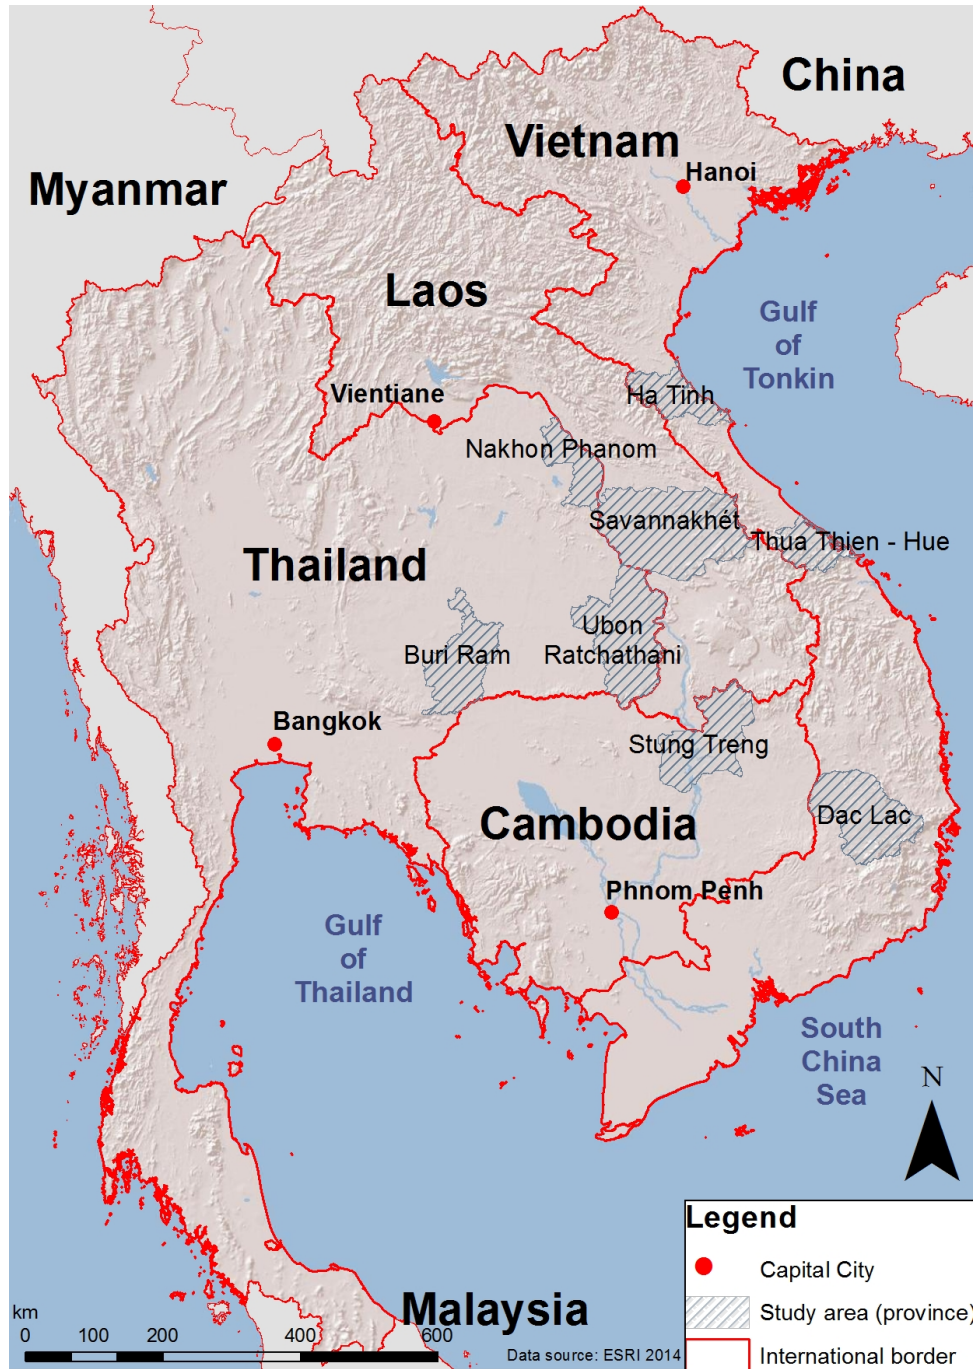 China
Vietnam
Hanoi
Myanmar
Laos
Gulf
of
Tonkin
Vientiane
Ha Tinh
Nakhon Phanom
Savannakhét
Thua Thien - Hue
Thailand
Ubon
Ratchathani
Buri Ram
Bangkok
Stung Treng
Cambodia
Dac Lac
Phnom Penh
Gulf
of
Thailand
South
China
Sea
N
Legend
Capital City
Study area (province)
International border
Malaysia
km
0 100 200 400 600
Data source: ESRI 2014